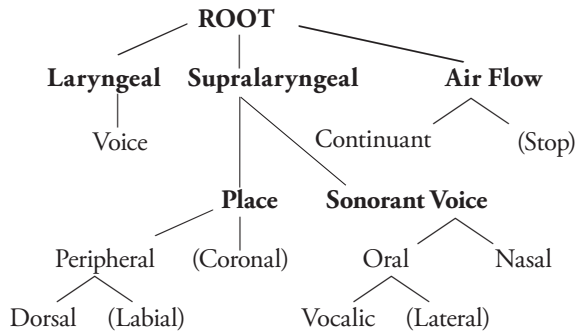 ROOT
Laryngeal Supralaryngeal Air Flow
Voice Continuant (Stop)
Place Sonorant Voice
Peripheral (Coronal) Oral Nasal
Dorsal (Labial) Vocalic (Lateral)